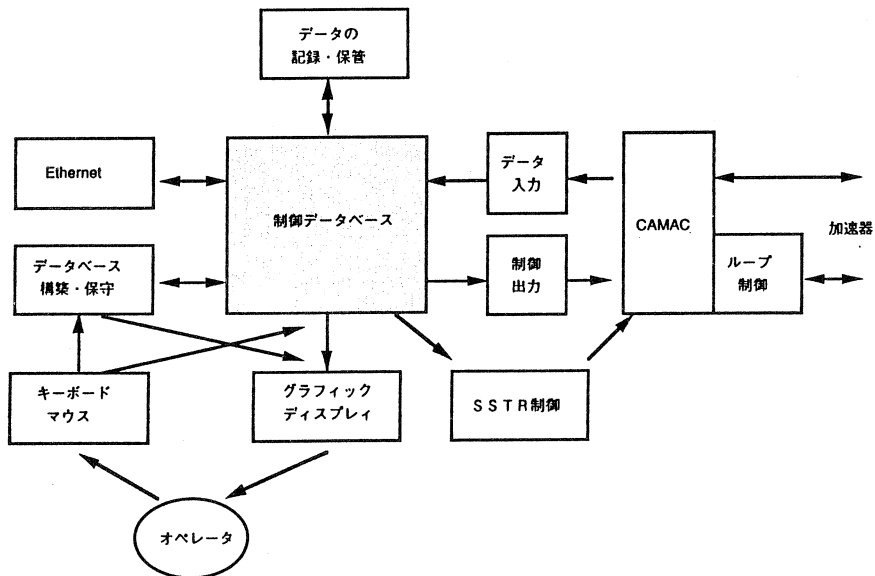 データの
記録・保管
Ethernet
制御データベース
データ
入力
CAMAC
加速器
データベース
構築・保守
制御
出力
ループ
制御
キーボード
マウス
グラフィック
ディスプレィ
SSTR制御
オペレータ